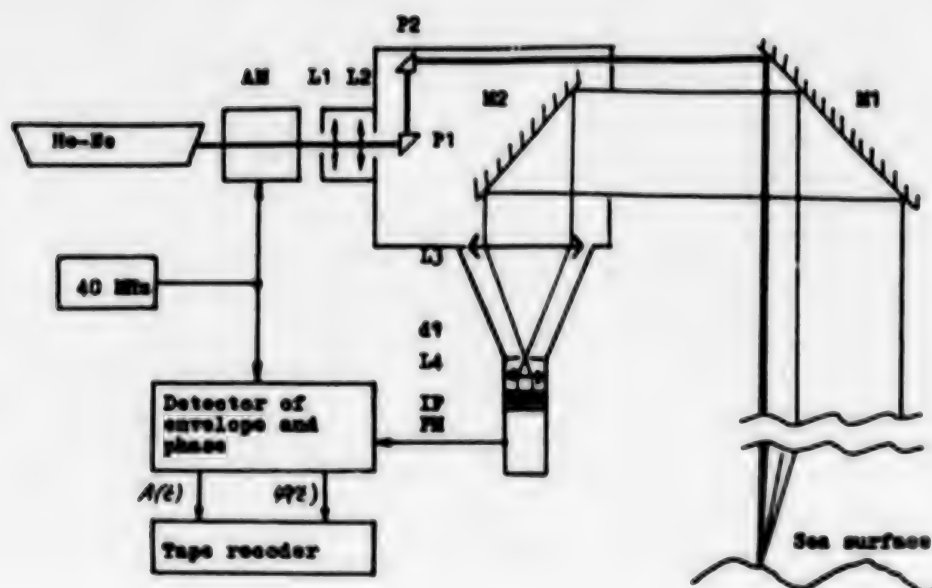 P2
AM
L1 L2
M2
M1
He-Ne
P1
L3
40 MHz
L4
Detector of
envelope and
phase
IF
PM
A(t)
Tape recoder
Sea surface